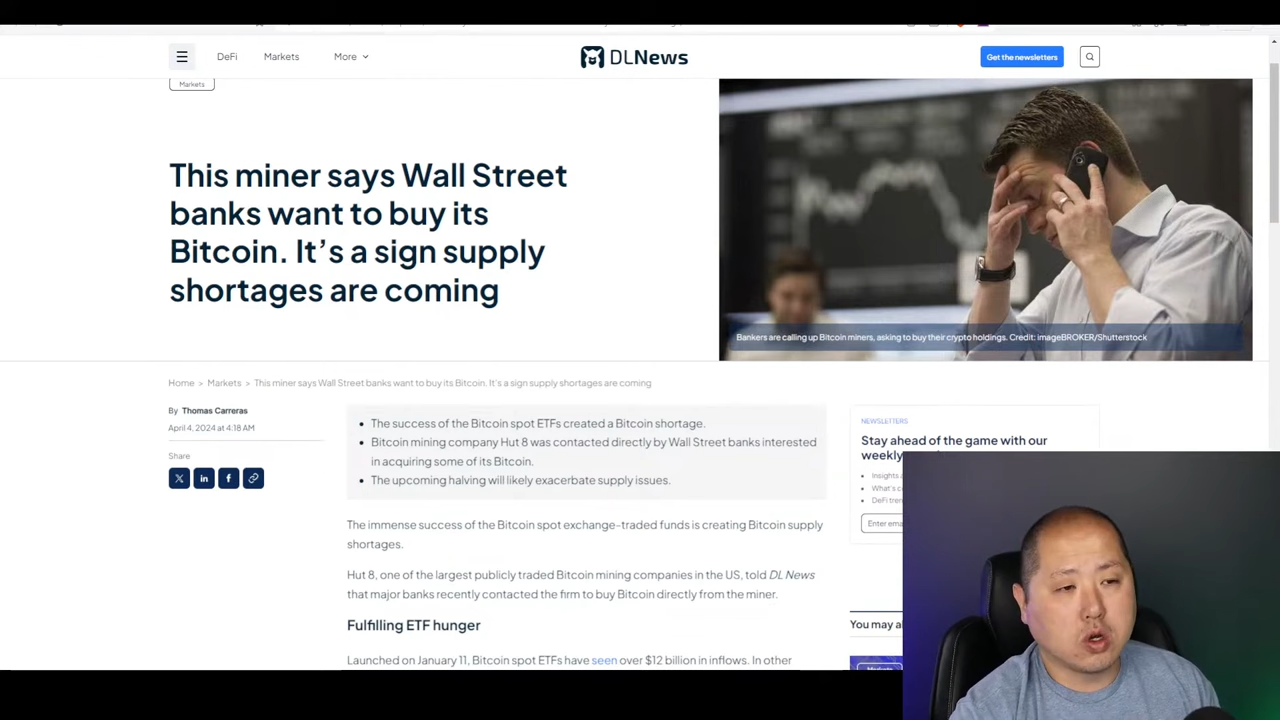 DeFi
Markets
More
DLNews
Get the newsletters
Markets
This miner says Wall Street
banks want to buy its
Bitcoin. It's a sign supply
shortages are coming
Bankers are calling up Bitcoin miners, asking to buy their crypto holdings. Credit: imageBROKER/Shutterstock
Home > Markets > This miner says Wall Street banks want to buy its Bitcoin. It's a sign supply shortages are coming
By Thomas Carreras
April 4, 2024 at 4:18 AM
Share
• The success of the Bitcoin spot ETFs created a Bitcoin shortage.
• Bitcoin mining company Hut 8 was contacted directly by Wall Street banks interested
in acquiring some of its Bitcoin.
• The upcoming halving will likely exacerbate supply issues.
The immense success of the Bitcoin spot exchange-traded funds is creating Bitcoin supply
shortages.
Hut 8, one of the largest publicly traded Bitcoin mining companies in the US, told DL News
that major banks recently contacted the firm to buy Bitcoin directly from the miner.
Fulfilling ETF hunger
Launched on January 11, Bitcoin spot ETFs have seen over $12 billion in inflows. In other
NEWSLETTERS
Stay ahead of the game with our
weekly
• Insights
• What's
• DeFi
Enter
You may
Markets